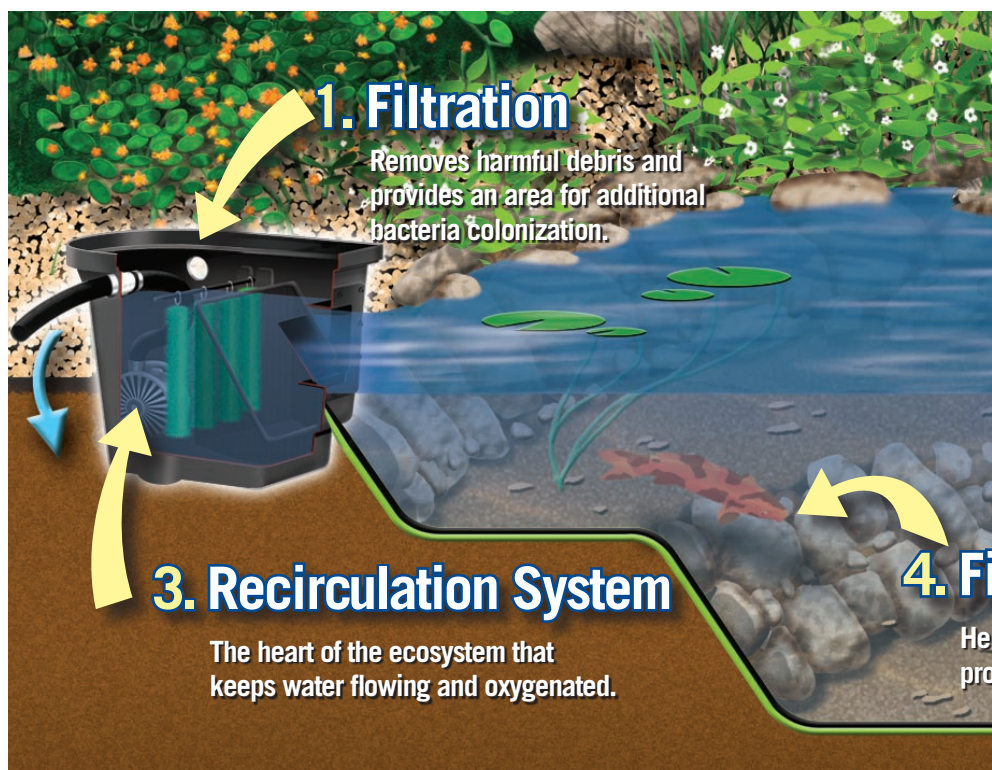 1. Filtration
Removes harmful debris and
provides an area for additional
bacteria colonization.
3. Recirculation System
The heart of the ecosystem that
keeps water flowing and oxygenated.
4.